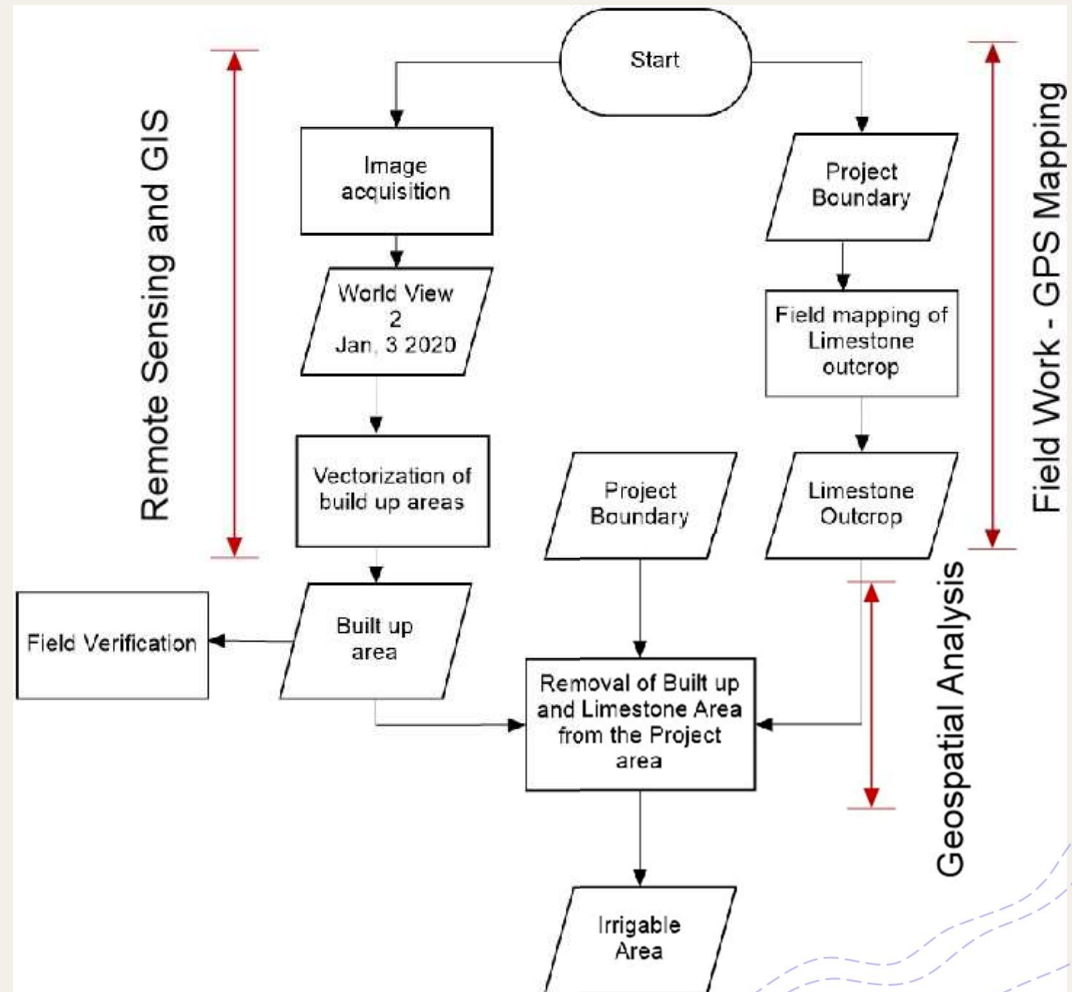 Start
Remote Sensing and GIS
Image
acquisition
World View
2
Jan, 3 2020
Vectorization of
build up areas
Built up
area
Field Verification
Project
Boundary
Field mapping of
Limestone
outcrop
Limestone
Outcrop
Field Work - GPS Mapping
Project
Boundary
Removal of Built up
and Limestone Area
from the Project
area
Geospatial Analysis
Irrigable
Area